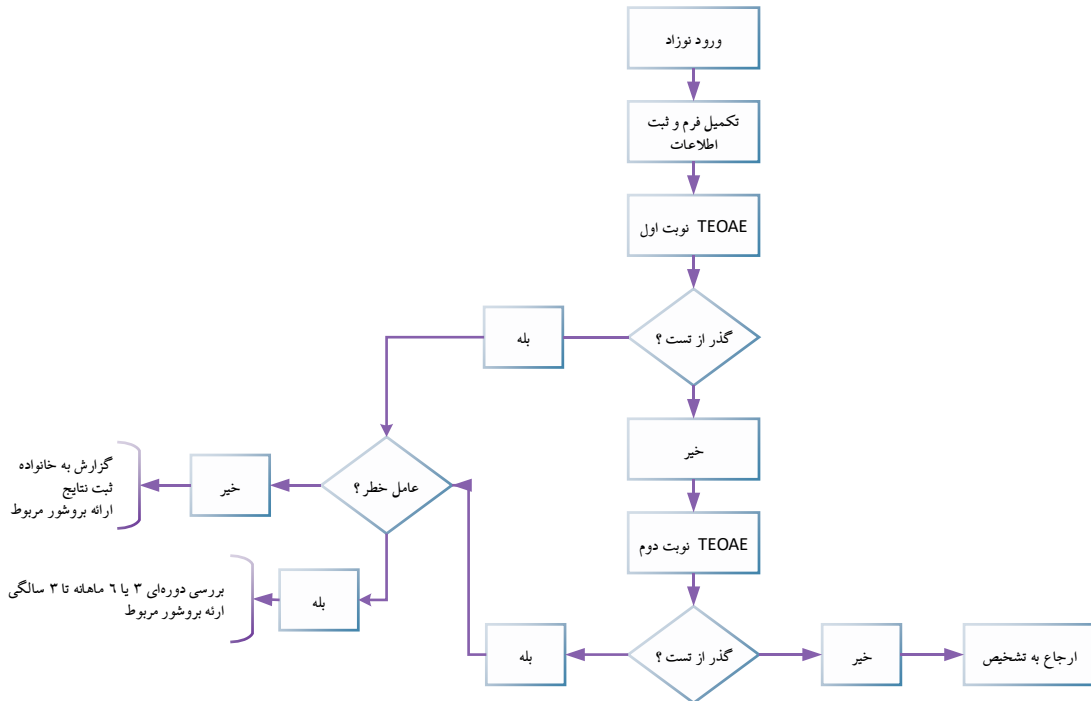 ورود نوزاد
تکمیل فرم و ثبت
اطلاعات
TEOAE نوبت اول
گذر از تست ؟
بله
خیر
عامل خطر ؟
خیر
گزارش به خانواده
ثبت نتایج
ارائه بروشور مربوط
بله
بررسی دوره‌ای ۳ یا ٦ ماهانه تا ۳ سالگی
ارئه بروشور مربوط
TEOAE نوبت دوم
گذر از تست ؟
بله
خیر
ارجاع به تشخیص